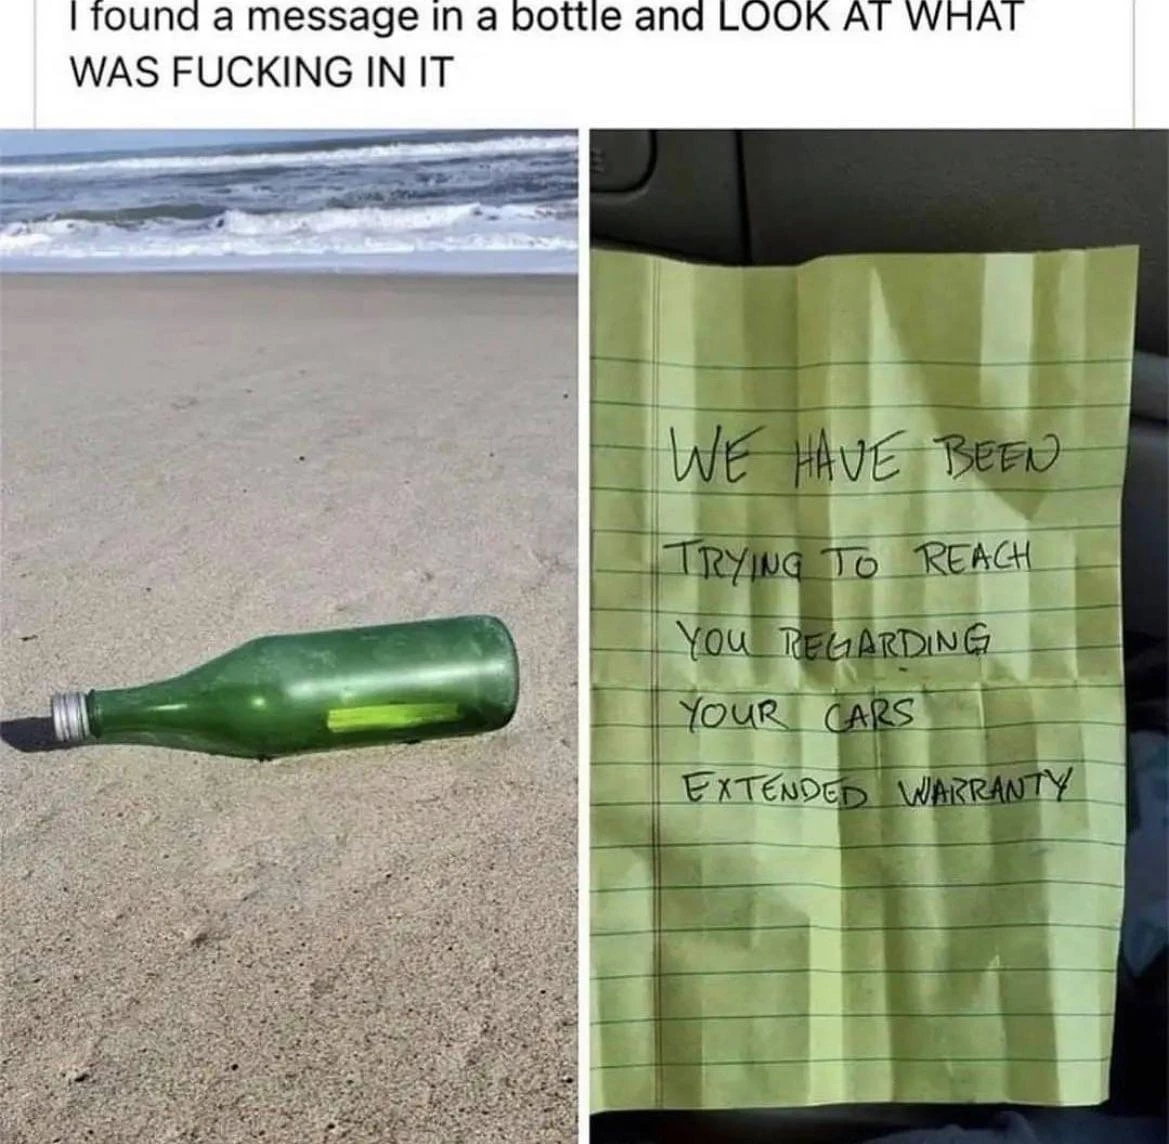 I found a message in a bottle and LOOK AT WHAT
WAS FUCKING IN IT
WE HAVE BEEN
TRYING TO REACH
YOU REGARDING
YOUR CARS
EXTENDED WARRANTY